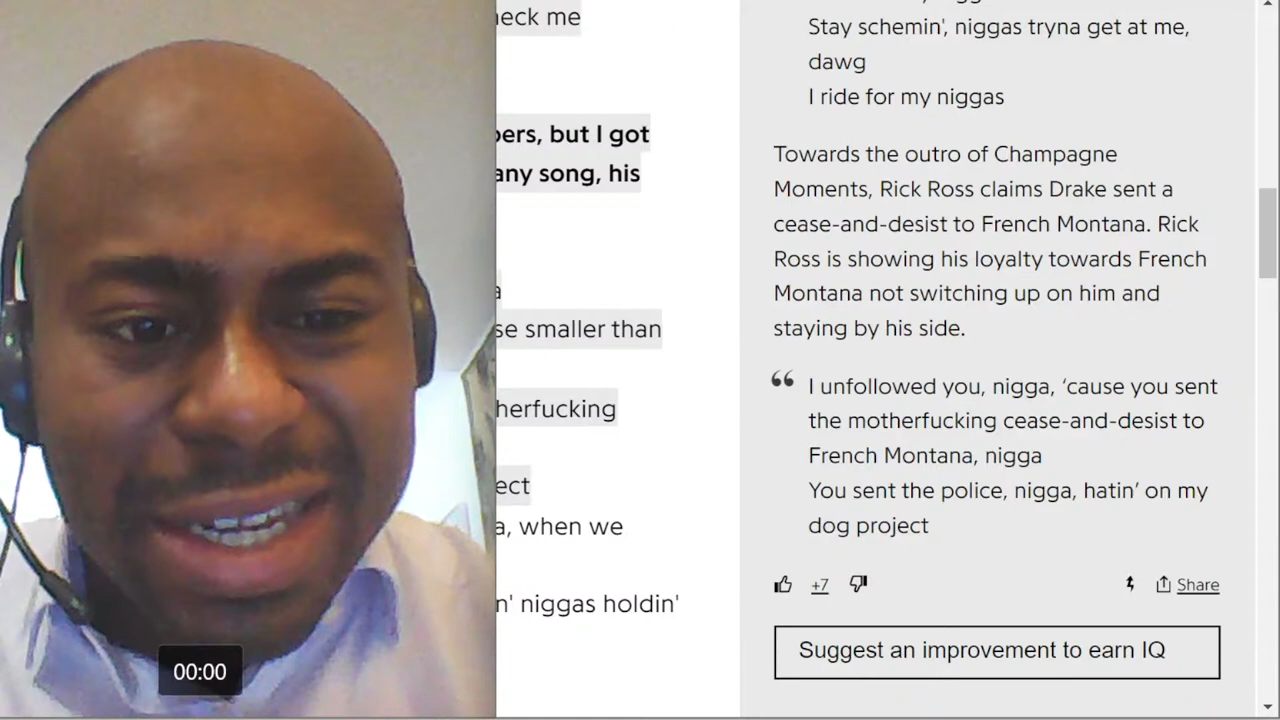 eck me
pers, but I got
any song, his
a
se smaller than
herfucking
ect
a, when we
n' niggas holdin'
Stay schemin', niggas tryna get at me,
dawg
I ride for my niggas
Towards the outro of Champagne
Moments, Rick Ross claims Drake sent a
cease-and-desist to French Montana. Rick
Ross is showing his loyalty towards French
Montana not switching up on him and
staying by his side.
“ I unfollowed you, nigga, ‘cause you sent
the motherfucking cease-and-desist to
French Montana, nigga
You sent the police, nigga, hatin’ on my
dog project
+7
Share
Suggest an improvement to earn IQ
00:00